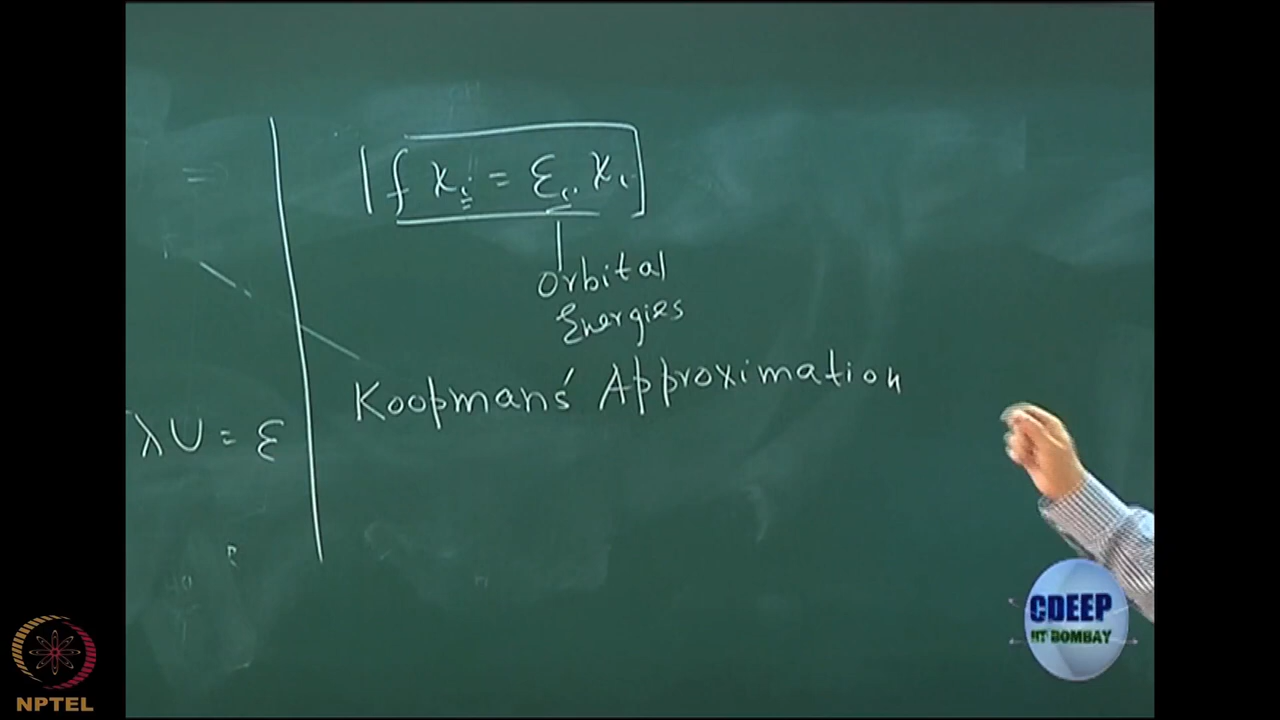 f χi = εi χi
Orbital
Energies
Koopmans' Approximation
λU = ε
CDEEP
IIT BOMBAY
NPTEL